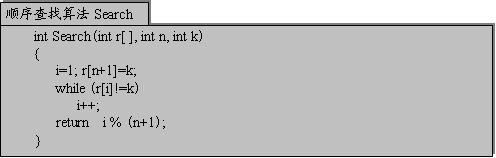 顺序查找算法 Search
int Search(int r[ ], int n, int k)
{
i=1; r[n+1]=k;
while (r[i]!=k)
i++;
return i % (n+1);
}